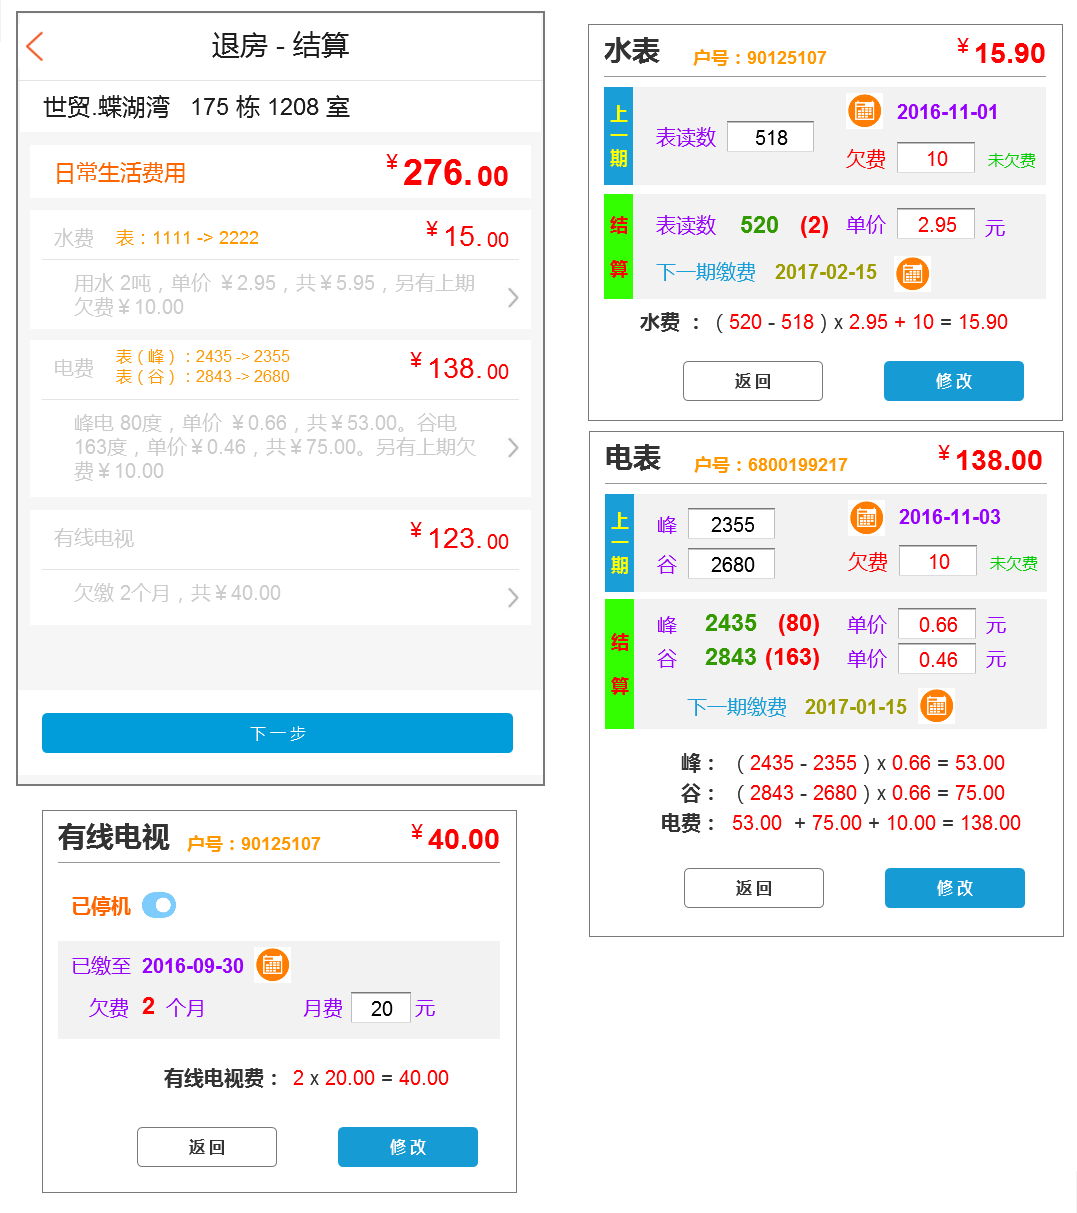 退房 - 结算
世贸.蝶湖湾 175 栋 1208 室
日常生活费用 ¥276.00
水费 表：1111 -> 2222 ¥15.00
用水 2吨，单价 ¥2.95，共¥5.95，另有上期
欠费¥10.00
电费 表（峰）：2435 -> 2355 ¥138.00
表（谷）：2843 -> 2680
峰电 80度，单价 ¥0.66，共¥53.00。谷电
163度，单价¥0.46，共¥75.00。另有上期欠
费¥10.00
有线电视 ¥123.00
欠缴 2个月，共¥40.00
下一步
有线电视 户号：90125107 ¥40.00
已停机
已缴至 2016-09-30
欠费 2 个月 月费 20 元
有线电视费： 2 x 20.00 = 40.00
返回 修改
水表 户号：90125107 ¥15.90
上一期
表读数 518 2016-11-01
欠费 10 未欠费
结算
表读数 520 (2) 单价 2.95 元
下一期缴费 2017-02-15
水费 ：（520 - 518）x 2.95 + 10 = 15.90
返回 修改
电表 户号：6800199217 ¥138.00
上一期
峰 2355 2016-11-03
谷 2680 欠费 10 未欠费
结算
峰 2435 (80) 单价 0.66 元
谷 2843 (163) 单价 0.46 元
下一期缴费 2017-01-15
峰：（2435 - 2355）x 0.66 = 53.00
谷：（2843 - 2680）x 0.66 = 75.00
电费： 53.00 + 75.00 + 10.00 = 138.00
返回 修改